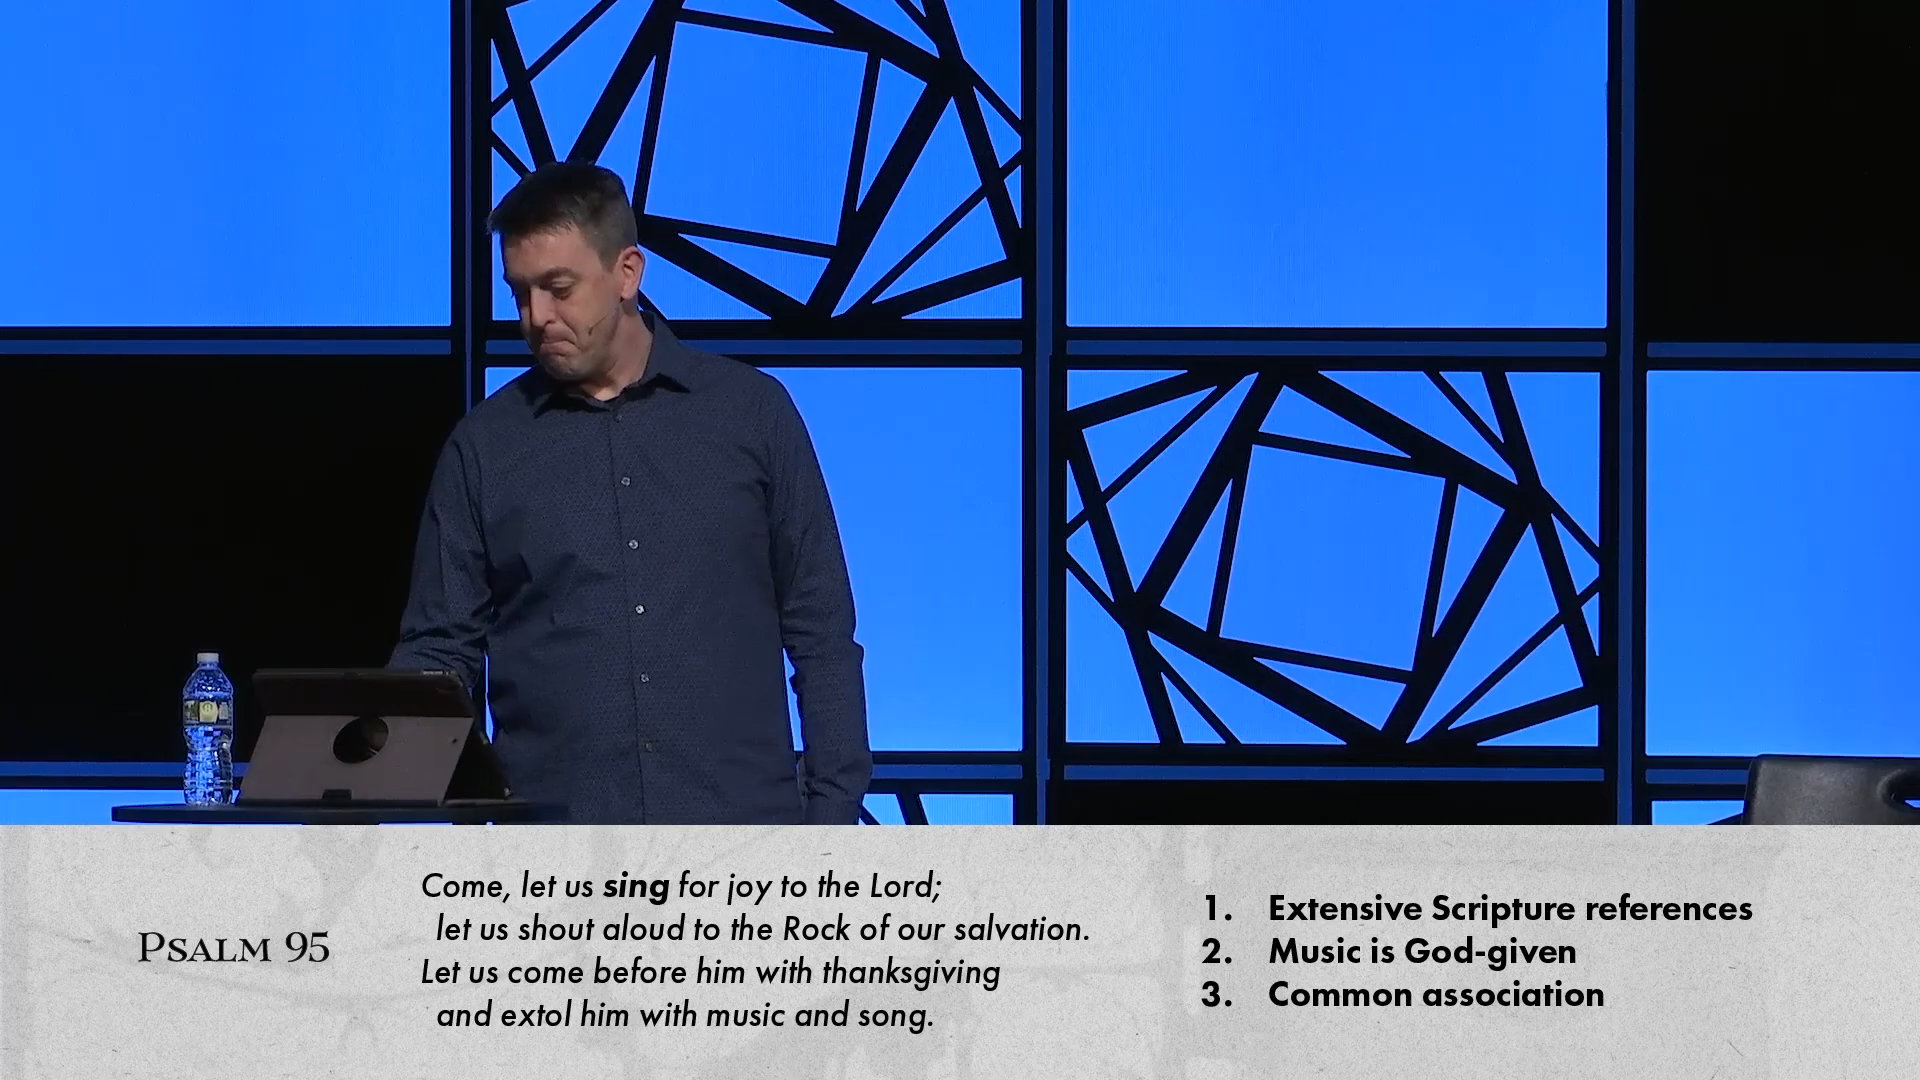 Psalm 95
Come, let us sing for joy to the Lord;
let us shout aloud to the Rock of our salvation.
Let us come before him with thanksgiving
and extol him with music and song.
1. Extensive Scripture references
2. Music is God-given
3. Common association